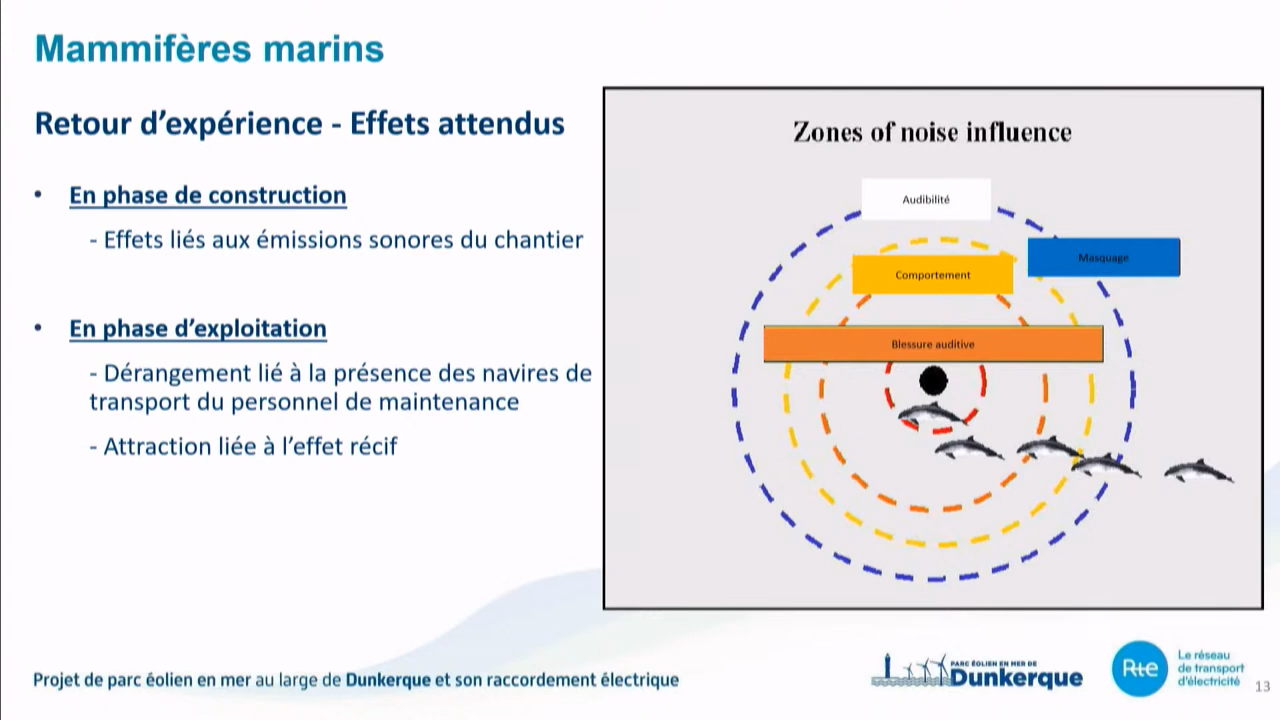 Mammifères marins
Retour d’expérience - Effets attendus
• En phase de construction
- Effets liés aux émissions sonores du chantier
• En phase d’exploitation
- Dérangement lié à la présence des navires de
transport du personnel de maintenance
- Attraction liée à l’effet récif
Zones of noise influence
Audibilité
Masquage
Comportement
Blessure auditive
Projet de parc éolien en mer au large de Dunkerque et son raccordement électrique
PARC ÉOLIEN EN MER DE
Dunkerque
Rte
Le réseau
de transport
d’électricité
13